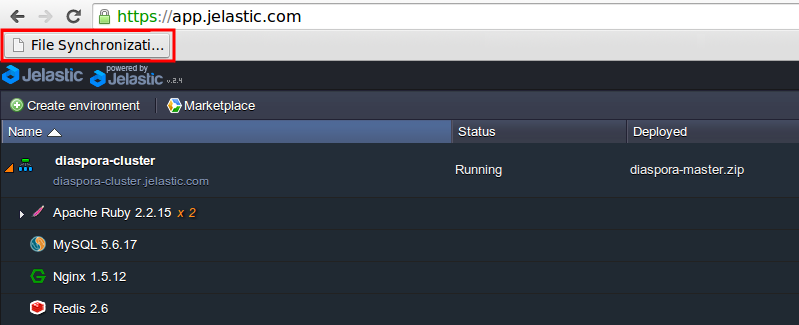 https://app.jelastic.com
File Synchronizati...
Jelastic powered by Jelastic v.2.4
Create environment Marketplace
Name Status Deployed
diaspora-cluster
diaspora-cluster.jelastic.com Running diaspora-master.zip
Apache Ruby 2.2.15 x 2
MySQL 5.6.17
Nginx 1.5.12
Redis 2.6